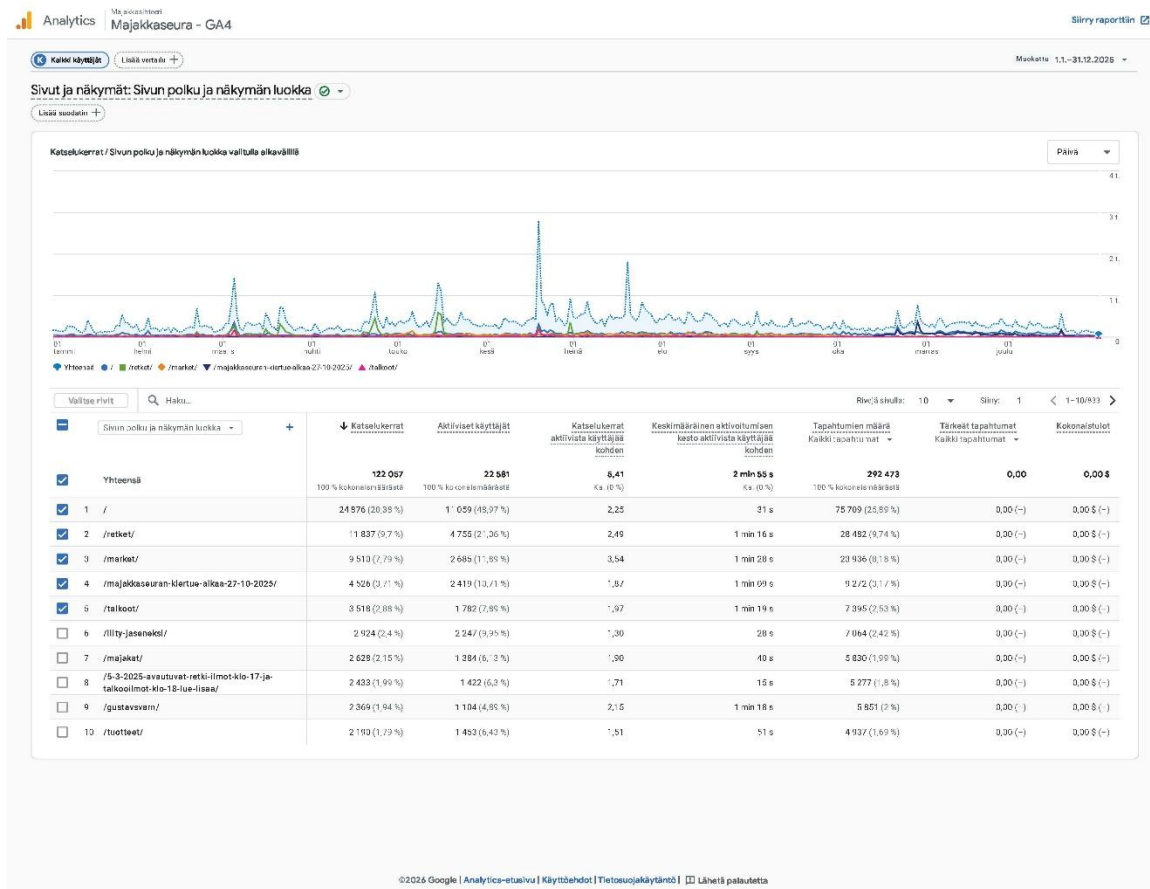 Majakkasihteeri
Analytics Majakkaseura - GA4
Siirry raporttiin
K Kaikki käyttäjät Lisää vertailu +
Muokattu 1.1.–31.12.2025
Sivut ja näkymät: Sivun polku ja näkymän luokka
Lisää suodatin +
Katselukerrat / Sivun polku ja näkymän luokka valitulla aikavälillä
Päivä
4 t.
3 t.
2 t.
1 t.
0
01 01 01 01 01 01 01 01 01 01 01 01
tammi helmi maalis huhti touko kesä heinä elo syys loka marras joulu
Yhteensä / /retket/ /market/ /majakkaseuran-kiertue-alkaa-27-10-2025/ /talkoot/
Valitse rivit Haku... Rivejä sivulla: 10 Siirry: 1 1–10/933
Sivun polku ja näkymän luokka + Katselukerrat Aktiiviset käyttäjät Katselukerrat aktiivista käyttäjää kohden Keskimääräinen aktivoitumisen kesto aktiivista käyttäjää kohden Tapahtumien määrä Kaikki tapahtumat Tärkeät tapahtumat Kaikki tapahtumat Kokonaistulot
Yhteensä 122 057 22 581 5,41 2 min 55 s 292 473 0,00 0,00 $
100 % kokonaismäärästä 100 % kokonaismäärästä Ka. (0 %) Ka. (0 %) 100 % kokonaismäärästä
1 / 24 876 (20,38 %) 11 059 (48,97 %) 2,25 31 s 75 709 (25,89 %) 0,00 (–) 0,00 $ (–)
2 /retket/ 11 837 (9,7 %) 4 755 (21,06 %) 2,49 1 min 16 s 28 482 (9,74 %) 0,00 (–) 0,00 $ (–)
3 /market/ 9 510 (7,79 %) 2 685 (11,89 %) 3,54 1 min 28 s 23 936 (8,18 %) 0,00 (–) 0,00 $ (–)
4 /majakkaseuran-kiertue-alkaa-27-10-2025/ 4 526 (3,71 %) 2 419 (10,71 %) 1,87 1 min 09 s 9 272 (3,17 %) 0,00 (–) 0,00 $ (–)
5 /talkoot/ 3 518 (2,88 %) 1 782 (7,89 %) 1,97 1 min 19 s 7 395 (2,53 %) 0,00 (–) 0,00 $ (–)
6 /liity-jaseneksi/ 2 924 (2,4 %) 2 247 (9,95 %) 1,30 28 s 7 064 (2,42 %) 0,00 (–) 0,00 $ (–)
7 /majakat/ 2 628 (2,15 %) 1 384 (6,13 %) 1,90 40 s 5 830 (1,99 %) 0,00 (–) 0,00 $ (–)
8 /5-3-2025-avautuvat-retki-ilmot-klo-17-ja-talkooilmot-klo-18-lue-lisaa/ 2 433 (1,99 %) 1 422 (6,3 %) 1,71 15 s 5 277 (1,8 %) 0,00 (–) 0,00 $ (–)
9 /gustavsvarn/ 2 369 (1,94 %) 1 104 (4,89 %) 2,15 1 min 18 s 5 851 (2 %) 0,00 (–) 0,00 $ (–)
10 /tuotteet/ 2 190 (1,79 %) 1 453 (6,43 %) 1,51 51 s 4 937 (1,69 %) 0,00 (–) 0,00 $ (–)
©2026 Google | Analytics-etusivu | Käyttöehdot | Tietosuojakäytäntö | Lähetä palautetta